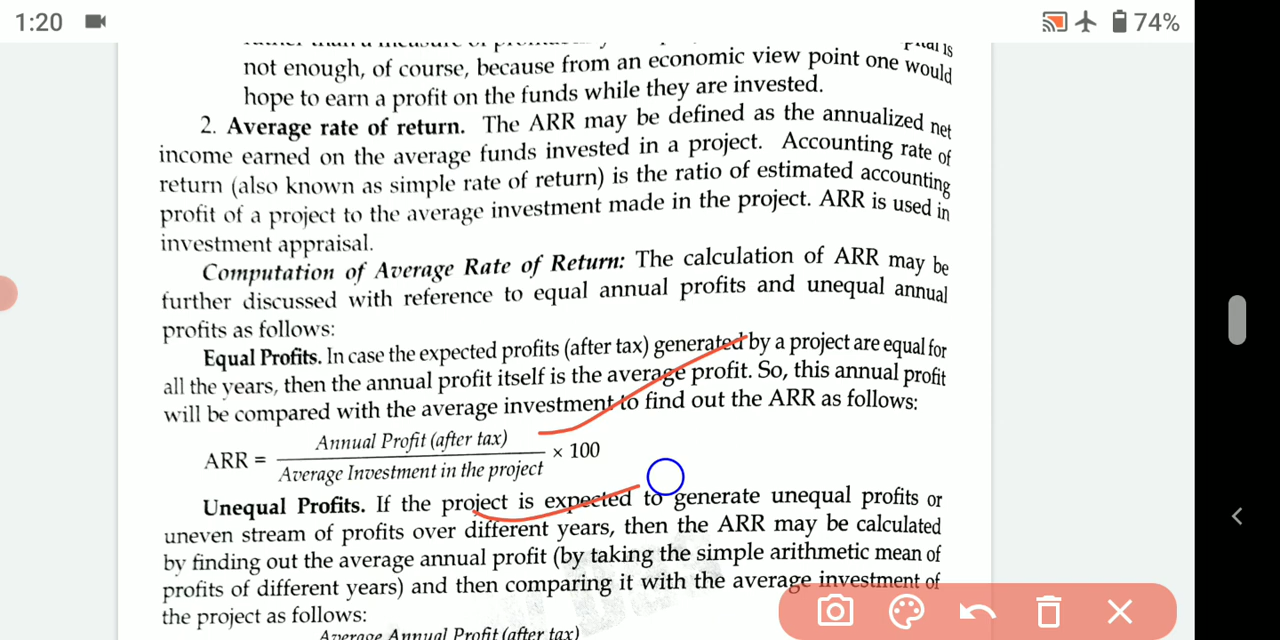 1:20
74%
not enough, of course, because from an economic view point one would
hope to earn a profit on the funds while they are invested.
2. Average rate of return. The ARR may be defined as the annualized net
income earned on the average funds invested in a project. Accounting rate of
return (also known as simple rate of return) is the ratio of estimated accounting
profit of a project to the average investment made in the project. ARR is used in
investment appraisal.
Computation of Average Rate of Return: The calculation of ARR may be
further discussed with reference to equal annual profits and unequal annual
profits as follows:
Equal Profits. In case the expected profits (after tax) generated by a project are equal for
all the years, then the annual profit itself is the average profit. So, this annual profit
will be compared with the average investment to find out the ARR as follows:
Annual Profit (after tax)
ARR = × 100
Average Investment in the project
Unequal Profits. If the project is expected to generate unequal profits or
uneven stream of profits over different years, then the ARR may be calculated
by finding out the average annual profit (by taking the simple arithmetic mean of
profits of different years) and then comparing it with the average investment of
the project as follows:
Average Annual Profit (after tax)